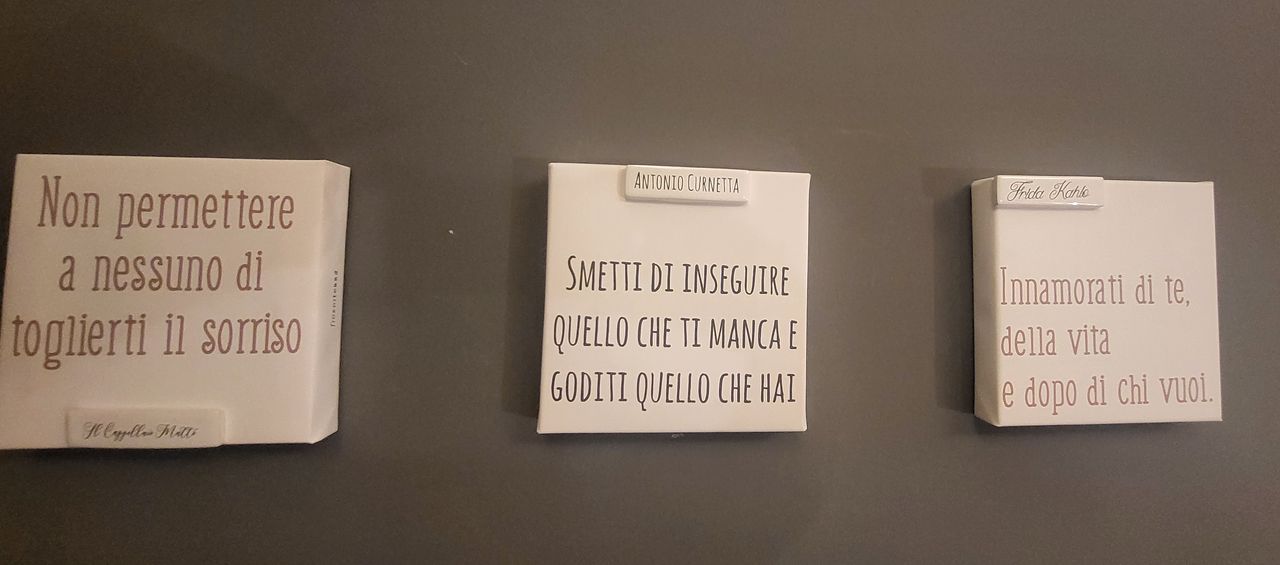 Non permettere
a nessuno di
toglierti il sorriso
Il Cappellaio Matto
Antonio Curnetta
Smetti di inseguire
quello che ti manca e
goditi quello che hai
Frida Kahlo
Innamorati di te,
della vita
e dopo di chi vuoi.